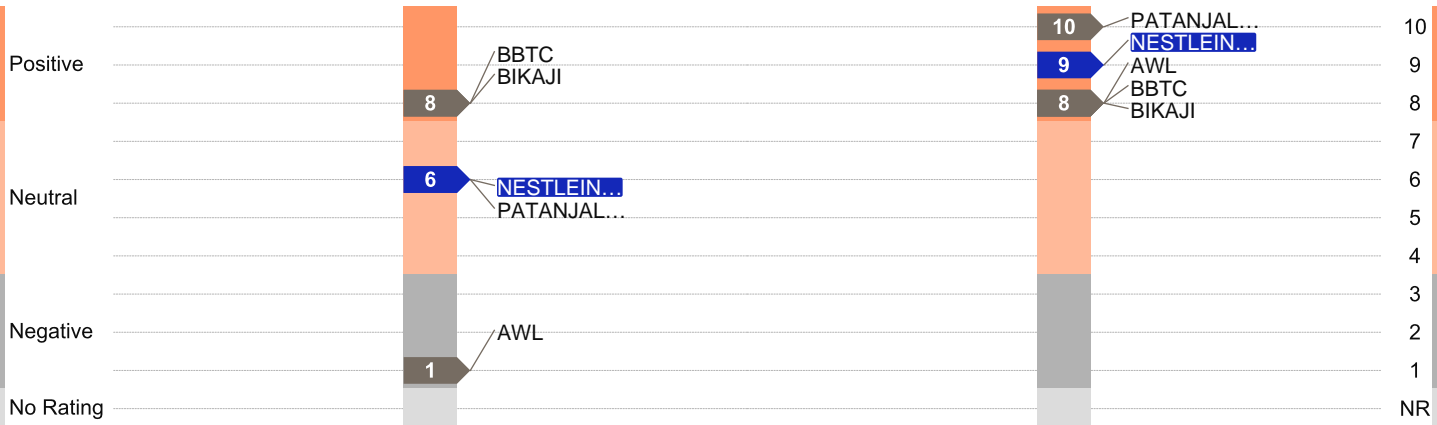 PATANJAL...
10
10
NESTLEIN...
BBTC
Positive
9
AWL
9
BIKAJI
BBTC
8
8
8
BIKAJI
7
6
6
NESTLEIN...
Neutral
PATANJAL...
5
4
3
Negative
AWL
2
1
1
No Rating
NR